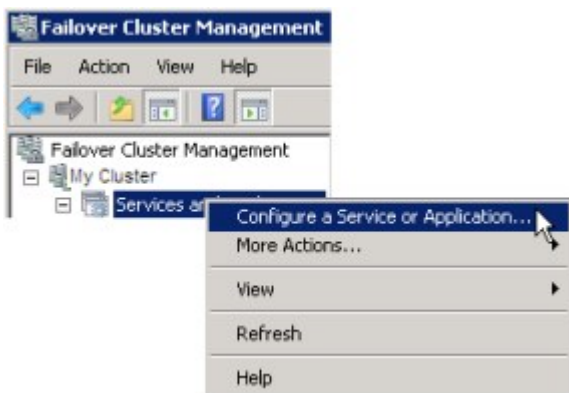 Failover Cluster Management
File Action View Help
Failover Cluster Management
My Cluster
Services an
Configure a Service or Application...
More Actions...
View
Refresh
Help